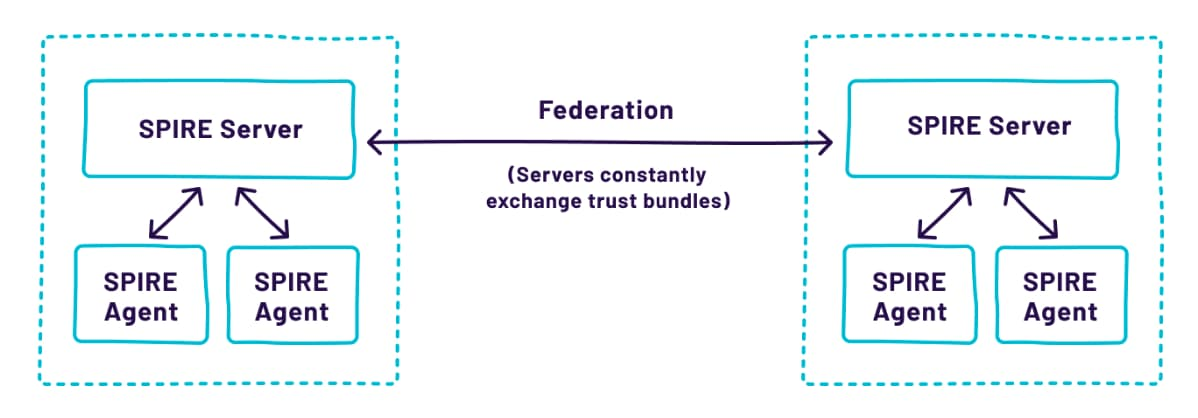 SPIRE Server
SPIRE
Agent
SPIRE
Agent
Federation
(Servers constantly
exchange trust bundles)
SPIRE Server
SPIRE
Agent
SPIRE
Agent